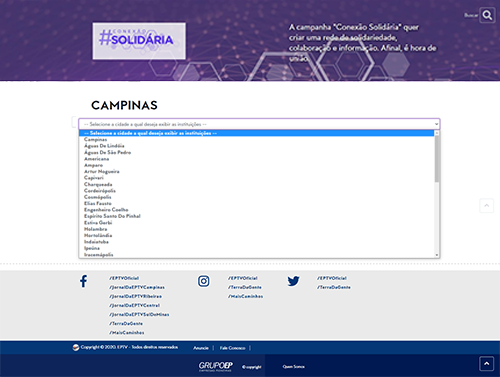 Buscar
#CONEXÃO
SOLIDÁRIA
A campanha "Conexão Solidária" quer
criar uma rede de solidariedade,
colaboração e informação. Afinal, é hora de
união.
CAMPINAS
-- Selecione a cidade a qual deseja exibir as instituições --
-- Selecione a cidade a qual deseja exibir as instituições --
Campinas
Águas De Lindóia
Águas De São Pedro
Americana
Amparo
Artur Nogueira
Capivari
Charqueada
Cordeirópolis
Cosmópolis
Elias Fausto
Engenheiro Coelho
Espírito Santo Do Pinhal
Estiva Gerbi
Holambra
Hortolândia
Indaiatuba
Ipeúna
Iracemápolis
/EPTVOficial
/JornalDaEPTVCampinas
/JornalDaEPTVRibeirao
/JornalDaEPTVCentral
/JornalDaEPTVSulDeMinas
/TerraDaGente
/MaisCaminhos
/EPTVOficial
/TerraDaGente
/MaisCaminhos
/EPTVOficial
/TerraDaGente
Copyright © 2020. EPTV - Todos direitos reservados
Anuncie | Fale Conosco |
GRUPO EP
EMPRESAS PIONEIRAS
© copyright
Quem Somos